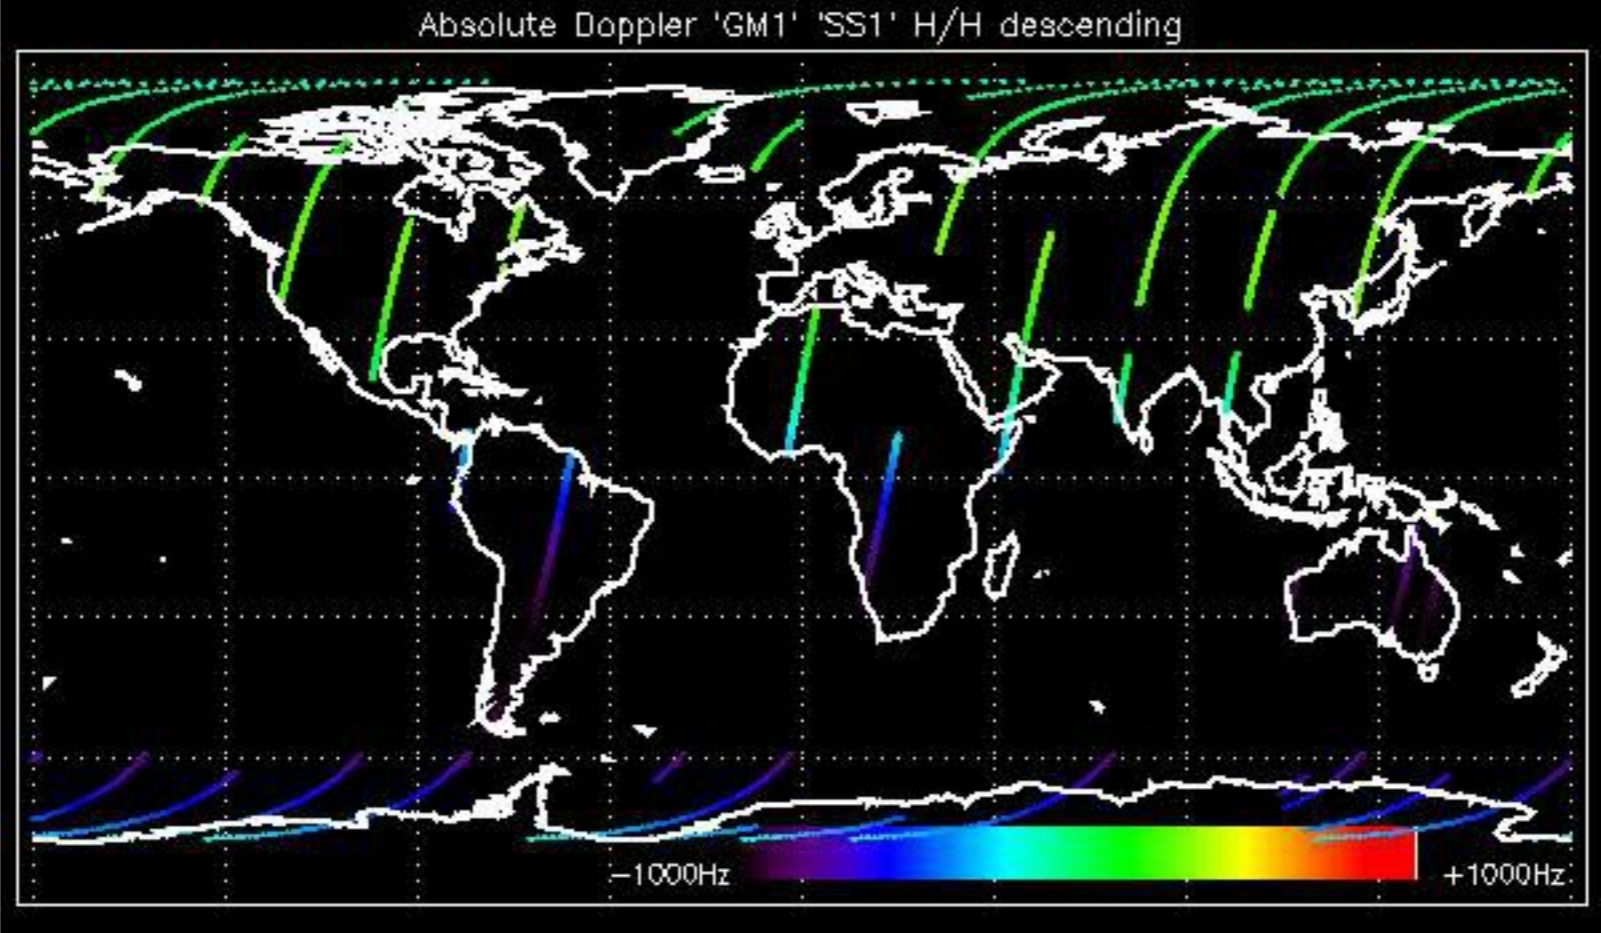 Absolute Doppler 'GM1' 'SS1' H/H descending
-1000Hz +1000Hz